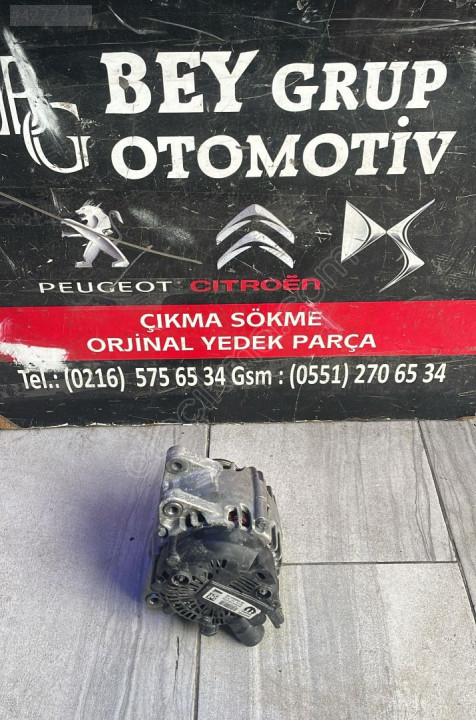 BEY GRUP
OTOMOTİV
PEUGEOT CITROËN
ÇIKMA SÖKME
ORJİNAL YEDEK PARÇA
Tel.: (0216) 575 65 34 Gsm : (0551) 270 65 34